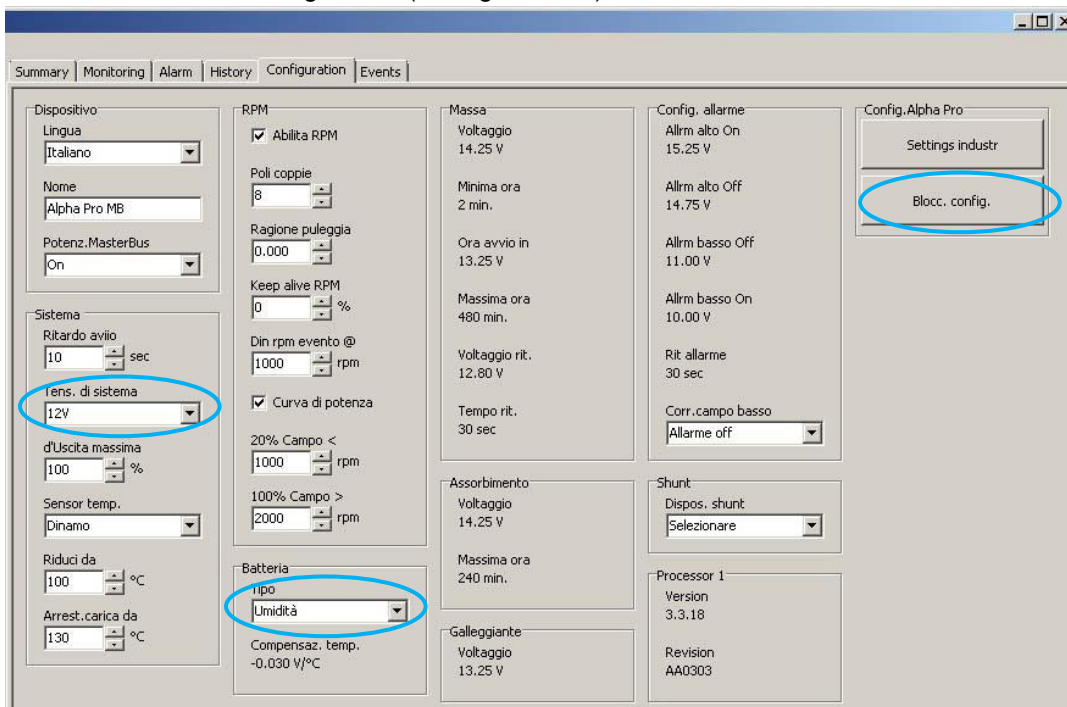 Summary Monitoring Alarm History Configuration Events
Dispositivo
Lingua
Italiano
Nome
Alpha Pro MB
Potenz.MasterBus
On
Sistema
Ritardo aviio
10 sec
Tens. di sistema
12V
d'Uscita massima
100 %
Sensor temp.
Dinamo
Riduci da
100 °C
Arrest.carica da
130 °C
RPM
Abilita RPM
Poli coppie
8
Ragione puleggia
0.000
Keep alive RPM
0 %
Din rpm evento @
1000 rpm
Curva di potenza
20% Campo <
1000 rpm
100% Campo >
2000 rpm
Batteria
Tipo
Umidità
Compensaz. temp.
-0.030 V/°C
Massa
Voltaggio
14.25 V
Minima ora
2 min.
Ora avvio in
13.25 V
Massima ora
480 min.
Voltaggio rit.
12.80 V
Tempo rit.
30 sec
Assorbimento
Voltaggio
14.25 V
Massima ora
240 min.
Galleggiante
Voltaggio
13.25 V
Config. allarme
Allrm alto On
15.25 V
Allrm alto Off
14.75 V
Allrm basso Off
11.00 V
Allrm basso On
10.00 V
Rit allarme
30 sec
Corr.campo basso
Allarme off
Shunt
Dispos. shunt
Selezionare
Processor 1
Version
3.3.18
Revision
AA0303
Config.Alpha Pro
Settings industr
Blocc. config.